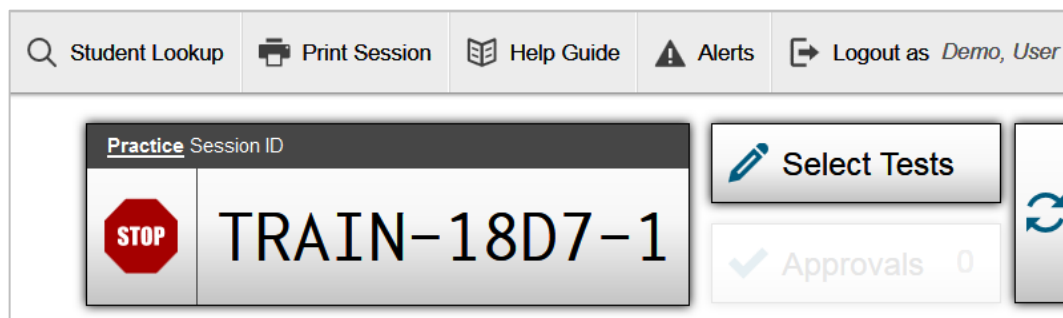 Student Lookup Print Session Help Guide Alerts Logout as Demo, User
Practice Session ID
STOP TRAIN-18D7-1
Select Tests
Approvals 0